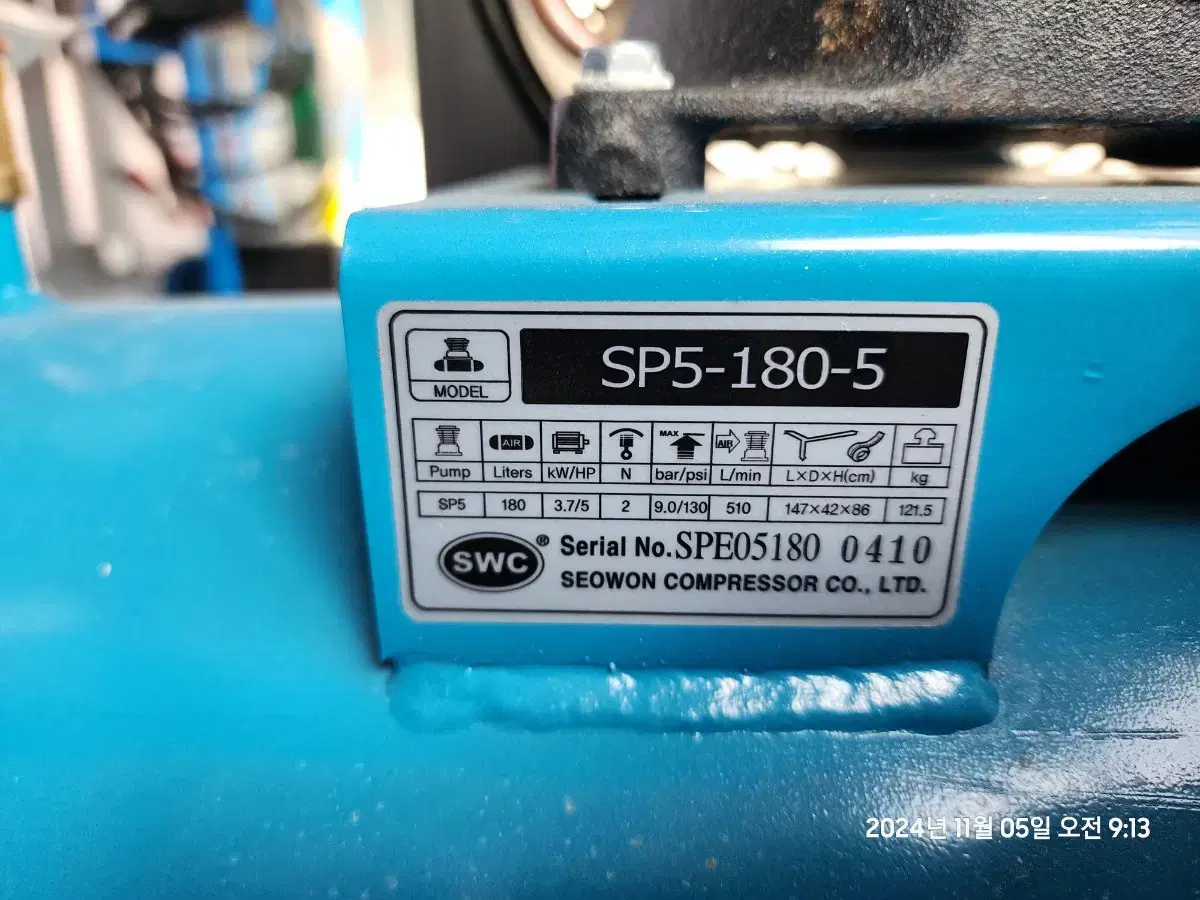 SP5-180-5
MODEL
AIR MAX AIR
Pump Liters kW/HP N bar/psi L/min L×D×H(cm) kg
SP5 180 3.7/5 2 9.0/130 510 147×42×86 121.5
SWC® Serial No. SPE05180 0410
SEOWON COMPRESSOR CO., LTD.
2024년 11월 05일 오전 9:13